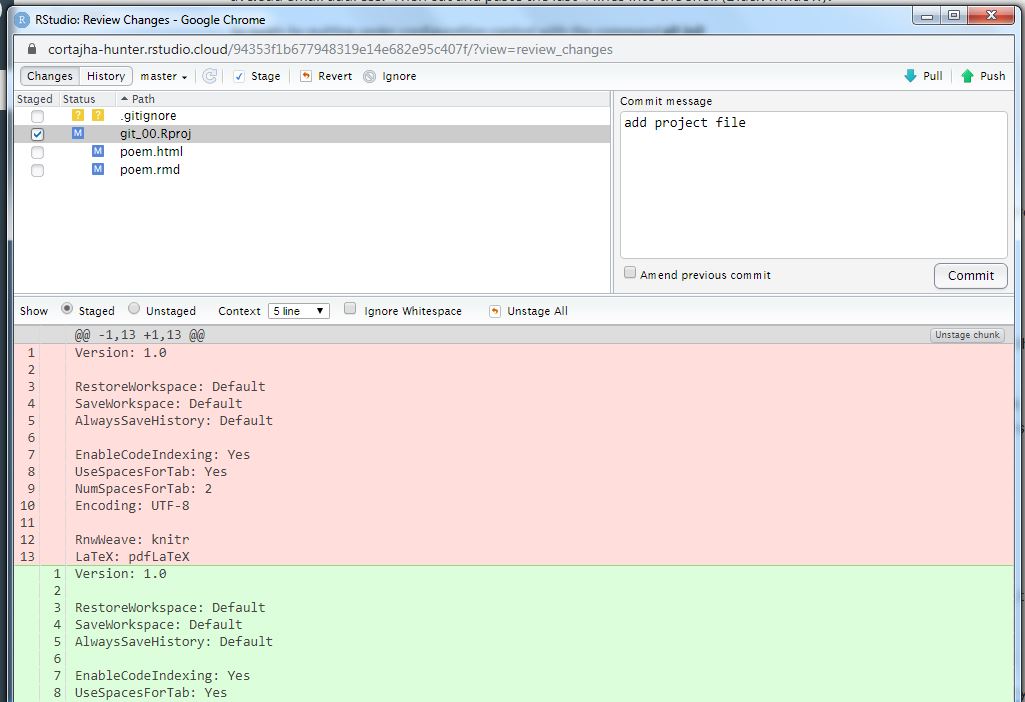 RStudio: Review Changes - Google Chrome
cortajha-hunter.rstudio.cloud/94353f1b677948319e14e682e95c407f/?view=review_changes
Changes History master Stage Revert Ignore Pull Push
Staged Status Path
? ? .gitignore
M git_00.Rproj
M poem.html
M poem.rmd
Commit message
add project file
Amend previous commit Commit
Show Staged Unstaged Context 5 line Ignore Whitespace Unstage All
@@ -1,13 +1,13 @@ Unstage chunk
1 Version: 1.0
2
3 RestoreWorkspace: Default
4 SaveWorkspace: Default
5 AlwaysSaveHistory: Default
6
7 EnableCodeIndexing: Yes
8 UseSpacesForTab: Yes
9 NumSpacesForTab: 2
10 Encoding: UTF-8
11
12 RnwWeave: knitr
13 LaTeX: pdfLaTeX
1 Version: 1.0
2
3 RestoreWorkspace: Default
4 SaveWorkspace: Default
5 AlwaysSaveHistory: Default
6
7 EnableCodeIndexing: Yes
8 UseSpacesForTab: Yes